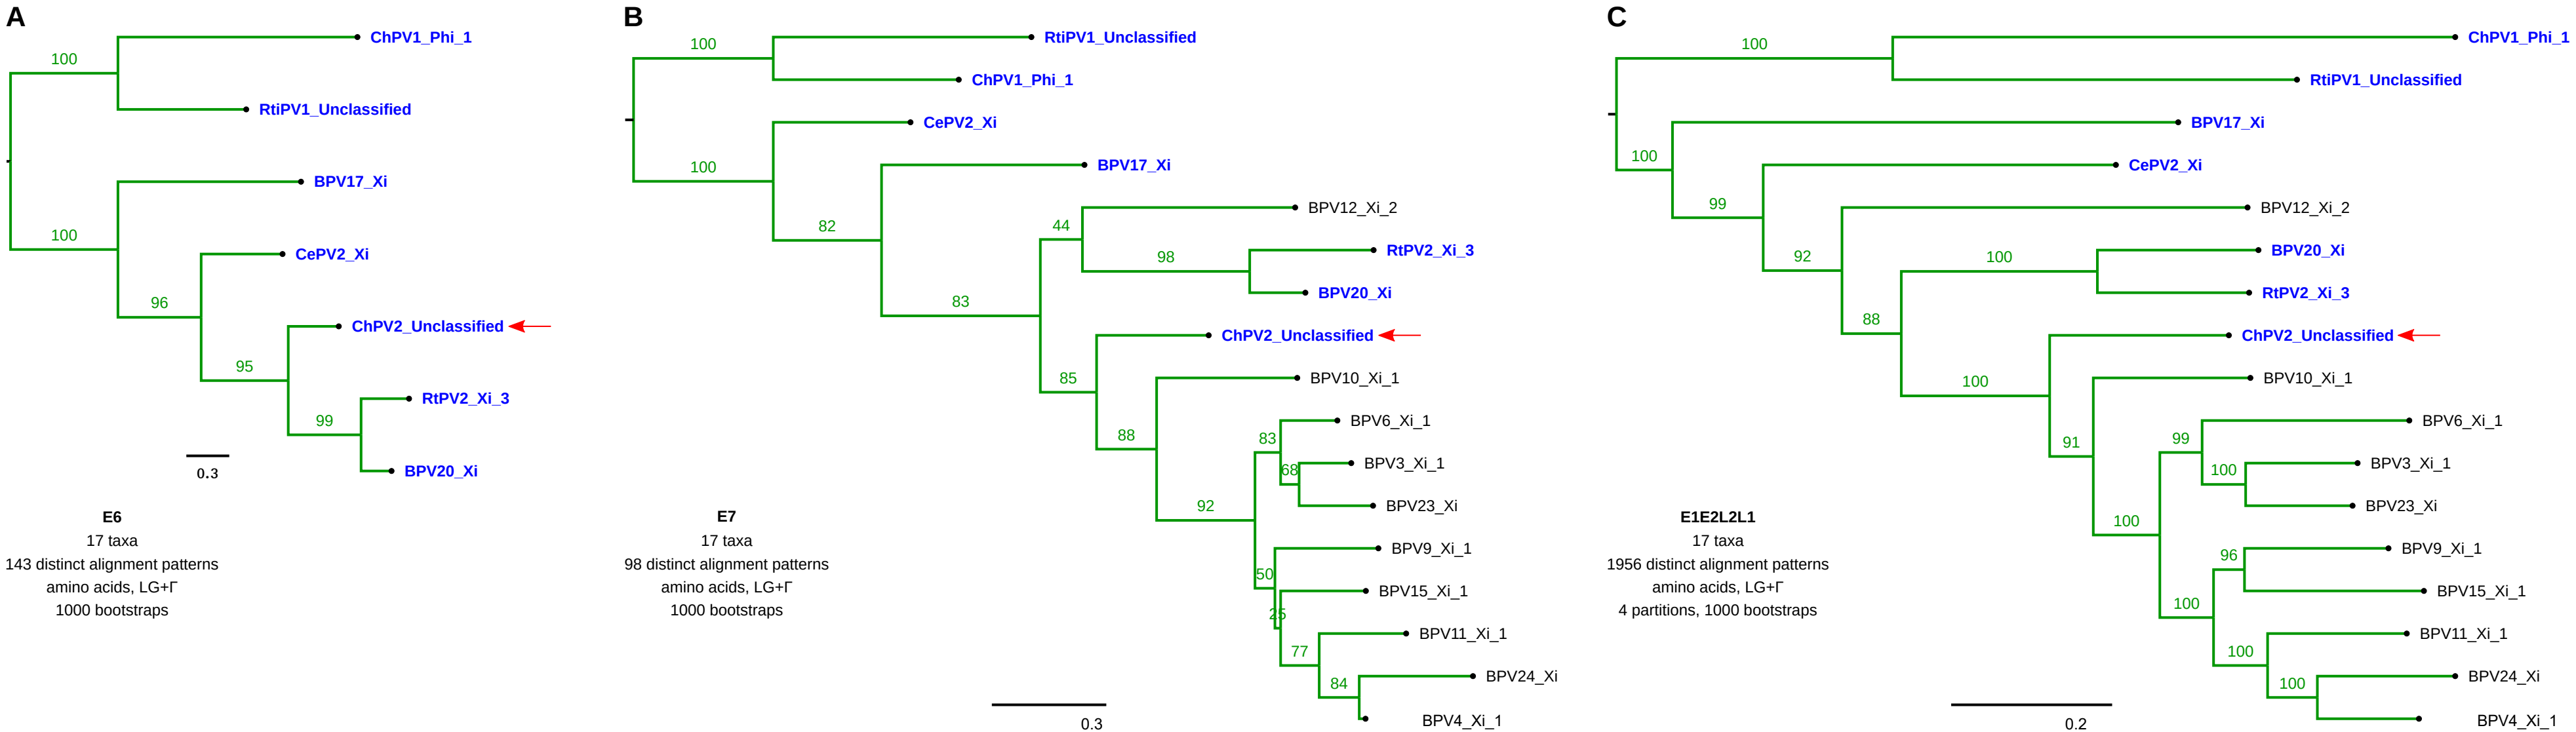 A
100
ChPV1_Phi_1
RtiPV1_Unclassified
100
BPV17_Xi
96
CePV2_Xi
95
ChPV2_Unclassified
99
RtPV2_Xi_3
BPV20_Xi
0.3
E6
17 taxa
143 distinct alignment patterns
amino acids, LG+Γ
1000 bootstraps
B
100
RtiPV1_Unclassified
ChPV1_Phi_1
100
CePV2_Xi
82
BPV17_Xi
83
44
BPV12_Xi_2
98
RtPV2_Xi_3
BPV20_Xi
85
ChPV2_Unclassified
88
BPV10_Xi_1
92
83
BPV6_Xi_1
68
BPV3_Xi_1
BPV23_Xi
50
BPV9_Xi_1
25
BPV15_Xi_1
77
BPV11_Xi_1
84
BPV24_Xi
BPV4_Xi_1
0.3
E7
17 taxa
98 distinct alignment patterns
amino acids, LG+Γ
1000 bootstraps
C
100
ChPV1_Phi_1
RtiPV1_Unclassified
100
BPV17_Xi
99
CePV2_Xi
92
BPV12_Xi_2
88
100
BPV20_Xi
RtPV2_Xi_3
100
ChPV2_Unclassified
91
BPV10_Xi_1
100
99
BPV6_Xi_1
100
BPV3_Xi_1
BPV23_Xi
100
96
BPV9_Xi_1
BPV15_Xi_1
100
BPV11_Xi_1
100
BPV24_Xi
BPV4_Xi_1
0.2
E1E2L2L1
17 taxa
1956 distinct alignment patterns
amino acids, LG+Γ
4 partitions, 1000 bootstraps